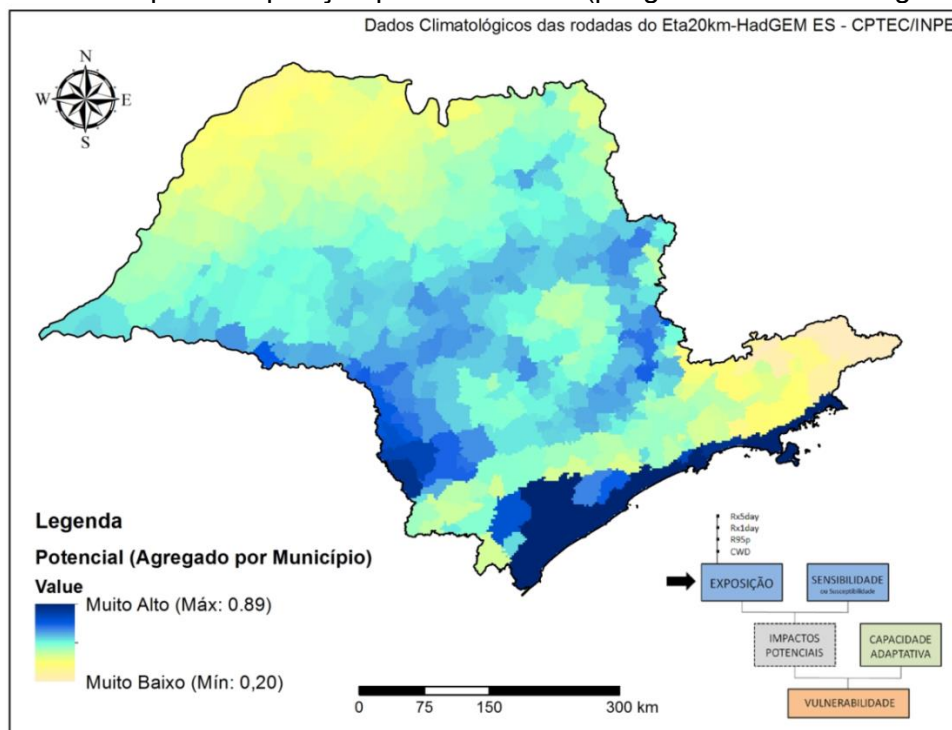 Dados Climatológicos das rodadas do Eta20km-HadGEM ES - CPTEC/INPE
N
W E
S
Legenda
Potencial (Agregado por Município)
Value
Muito Alto (Máx: 0.89)
Muito Baixo (Mín: 0,20)
0 75 150 300 km
Rx5day
Rx1day
R95p
CWD
EXPOSIÇÃO
SENSIBILIDADE
ou Susceptibilidade
IMPACTOS
POTENCIAIS
CAPACIDADE
ADAPTATIVA
VULNERABILIDADE